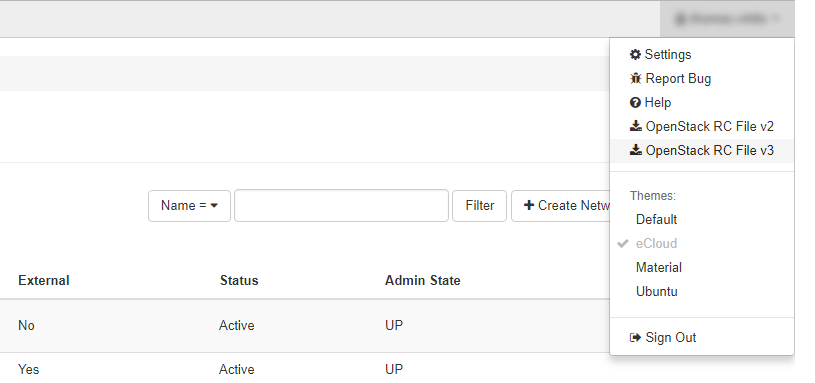 Settings
Report Bug
Help
OpenStack RC File v2
OpenStack RC File v3
Themes:
Default
eCloud
Material
Ubuntu
Sign Out
Name =
Filter
Create Netw
External Status Admin State
No Active UP
Yes Active UP